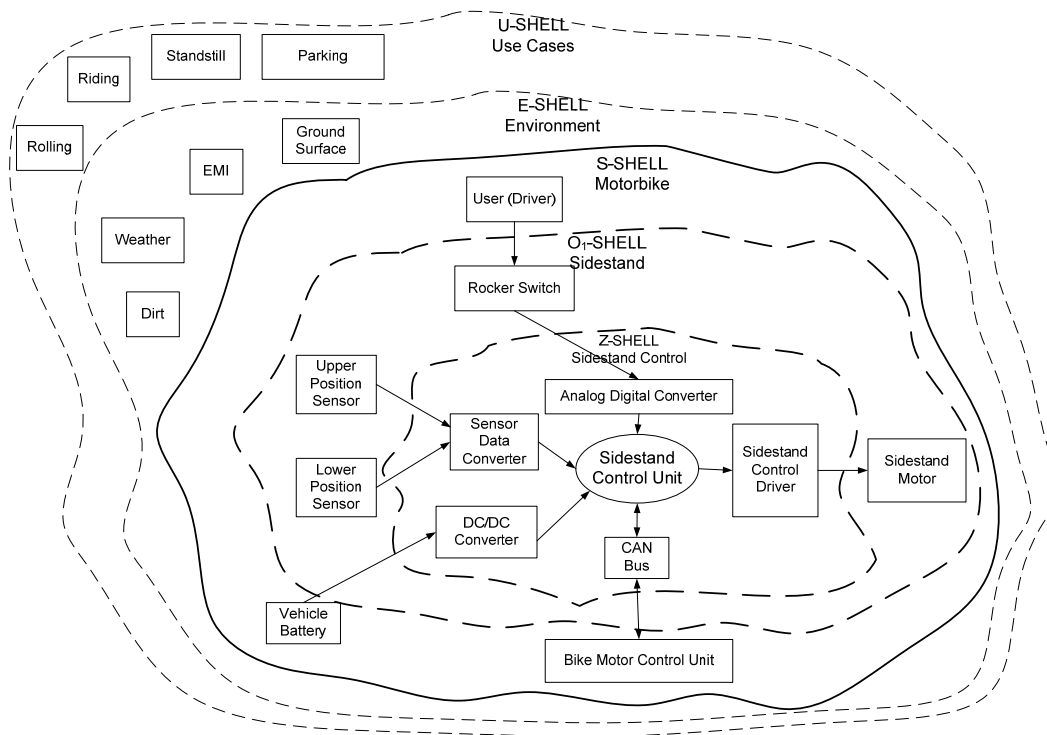 U-SHELL
Use Cases
Standstill
Parking
Riding
E-SHELL
Environment
Rolling
Ground
Surface
EMI
S-SHELL
Motorbike
User (Driver)
Weather
O₁-SHELL
Sidestand
Rocker Switch
Dirt
Z-SHELL
Sidestand Control
Upper
Position
Sensor
Analog Digital Converter
Sensor
Data
Converter
Sidestand
Control Unit
Sidestand
Control
Driver
Sidestand
Motor
Lower
Position
Sensor
DC/DC
Converter
CAN
Bus
Vehicle
Battery
Bike Motor Control Unit